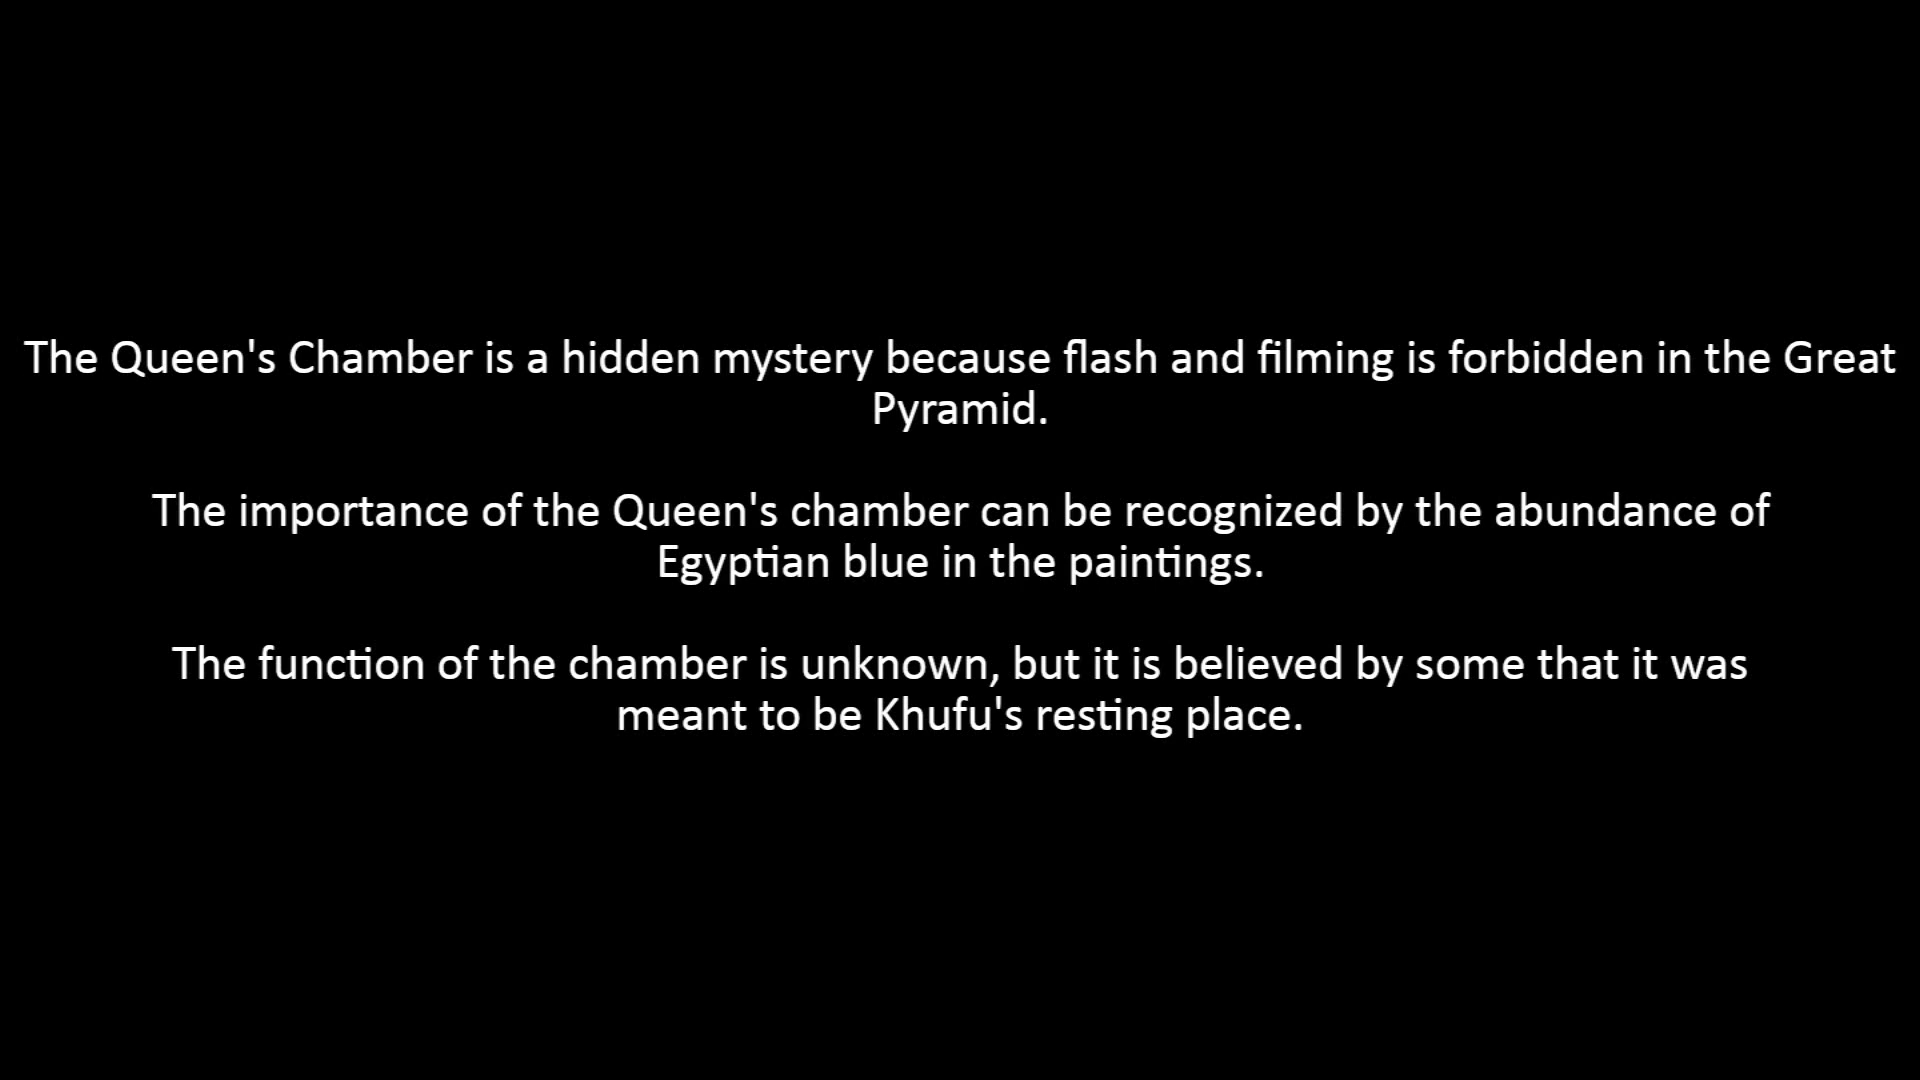 The Queen's Chamber is a hidden mystery because flash and filming is forbidden in the Great
Pyramid.
The importance of the Queen's chamber can be recognized by the abundance of
Egyptian blue in the paintings.
The function of the chamber is unknown, but it is believed by some that it was
meant to be Khufu's resting place.